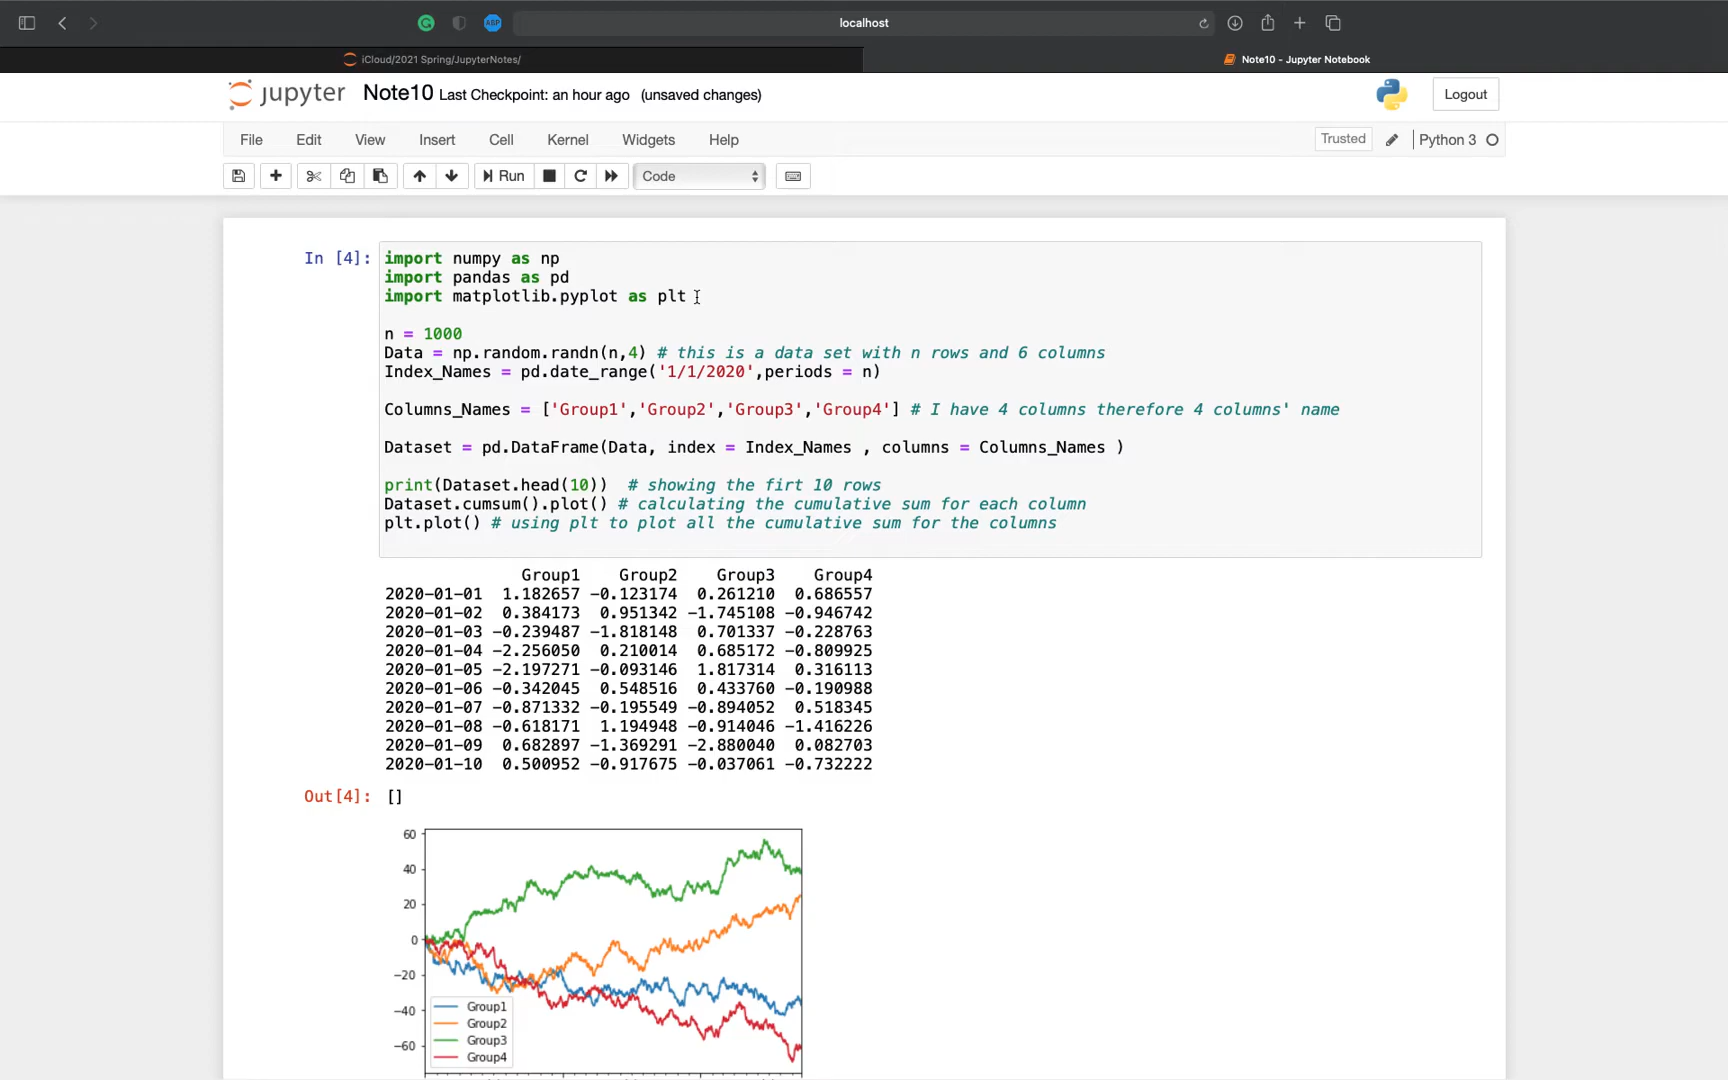 ABP
localhost
iCloud/2021 Spring/JupyterNotes/
Note10 - Jupyter Notebook
jupyter Note10 Last Checkpoint: an hour ago (unsaved changes)
Logout
File Edit View Insert Cell Kernel Widgets Help
Trusted
Python 3
Run
Code
In [4]:
import numpy as np
import pandas as pd
import matplotlib.pyplot as plt
n = 1000
Data = np.random.randn(n,4) # this is a data set with n rows and 6 columns
Index_Names = pd.date_range('1/1/2020',periods = n)
Columns_Names = ['Group1','Group2','Group3','Group4'] # I have 4 columns therefore 4 columns' name
Dataset = pd.DataFrame(Data, index = Index_Names , columns = Columns_Names )
print(Dataset.head(10)) # showing the firt 10 rows
Dataset.cumsum().plot() # calculating the cumulative sum for each column
plt.plot() # using plt to plot all the cumulative sum for the columns
Group1 Group2 Group3 Group4
2020-01-01 1.182657 -0.123174 0.261210 0.686557
2020-01-02 0.384173 0.951342 -1.745108 -0.946742
2020-01-03 -0.239487 -1.818148 0.701337 -0.228763
2020-01-04 -2.256050 0.210014 0.685172 -0.809925
2020-01-05 -2.197271 -0.093146 1.817314 0.316113
2020-01-06 -0.342045 0.548516 0.433760 -0.190988
2020-01-07 -0.871332 -0.195549 -0.894052 0.518345
2020-01-08 -0.618171 1.194948 -0.914046 -1.416226
2020-01-09 0.682897 -1.369291 -2.880040 0.082703
2020-01-10 0.500952 -0.917675 -0.037061 -0.732222
Out[4]: []
60
40
20
0
−20
−40
−60
Group1
Group2
Group3
Group4